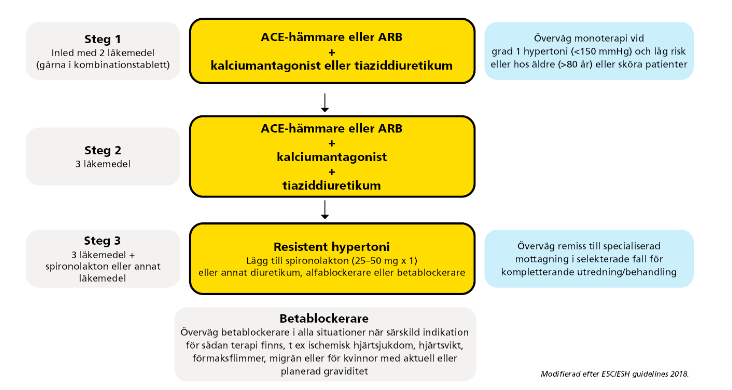 Steg 1
Inled med 2 läkemedel
(gärna i kombinationstablett)
ACE-hämmare eller ARB
+
kalciumantagonist eller tiaziddiuretikum
Överväg monoterapi vid
grad 1 hypertoni (<150 mmHg) och låg risk
eller hos äldre (>80 år) eller sköra patienter
Steg 2
3 läkemedel
ACE-hämmare eller ARB
+
kalciumantagonist
+
tiaziddiuretikum
Steg 3
3 läkemedel +
spironolakton eller annat
läkemedel
Resistent hypertoni
Lägg till spironolakton (25–50 mg x 1)
eller annat diuretikum, alfablockerare eller betablockerare
Överväg remiss till specialiserad
mottagning i selekterade fall för
kompletterande utredning/behandling
Betablockerare
Överväg betablockerare i alla situationer när särskild indikation
för sådan terapi finns, t ex ischemisk hjärtsjukdom, hjärtsvikt,
förmaksflimmer, migrän eller för kvinnor med aktuell eller
planerad graviditet
Modifierad efter ESC/ESH guidelines 2018.